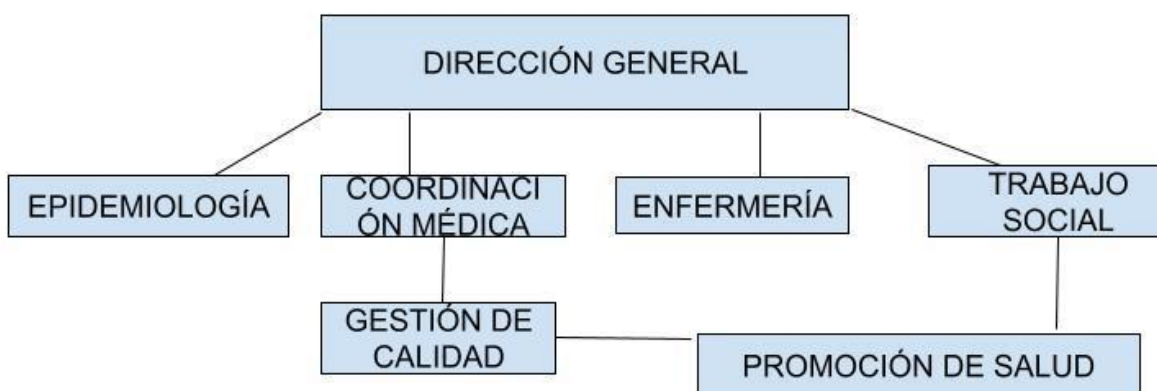 DIRECCIÓN GENERAL
EPIDEMIOLOGÍA
COORDINACI
ÓN MÉDICA
ENFERMERÍA
TRABAJO
SOCIAL
GESTIÓN DE
CALIDAD
PROMOCIÓN DE SALUD